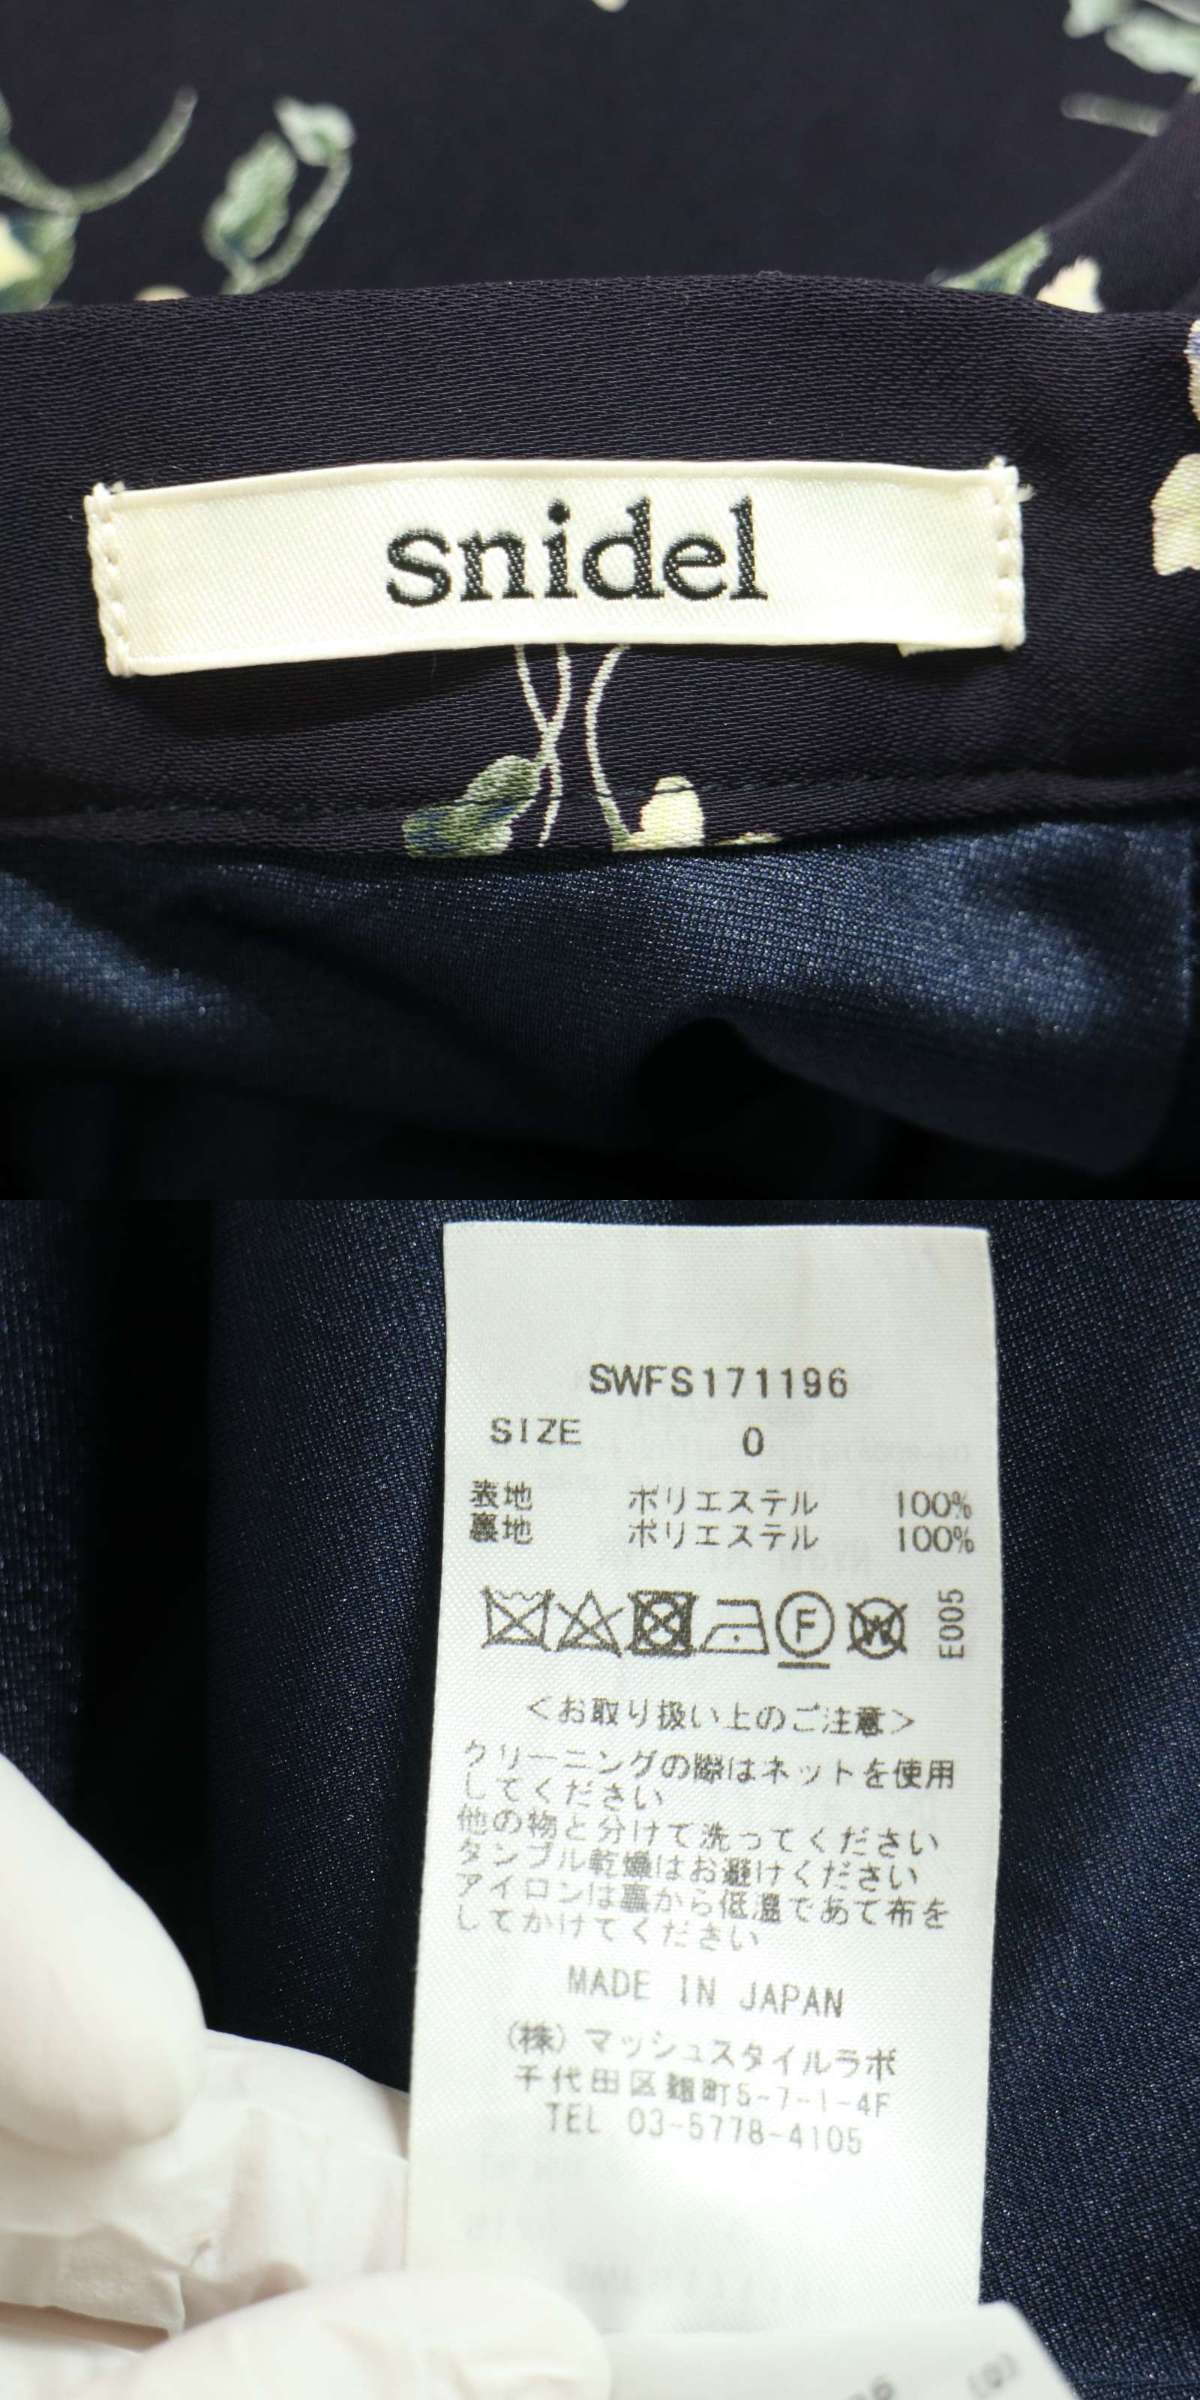 snidel
SWFS171196
SIZE 0
表地 ポリエステル 100%
裏地 ポリエステル 100%
F W E005
<お取り扱い上のご注意>
クリーニングの際はネットを使用
してください
他の物と分けて洗ってください
タンブル乾燥はお避けください
アイロンは裏から低温であて布を
してかけてください
MADE IN JAPAN
(株)マッシュスタイルラボ
千代田区麹町5-7-1-4F
TEL 03-5778-4105